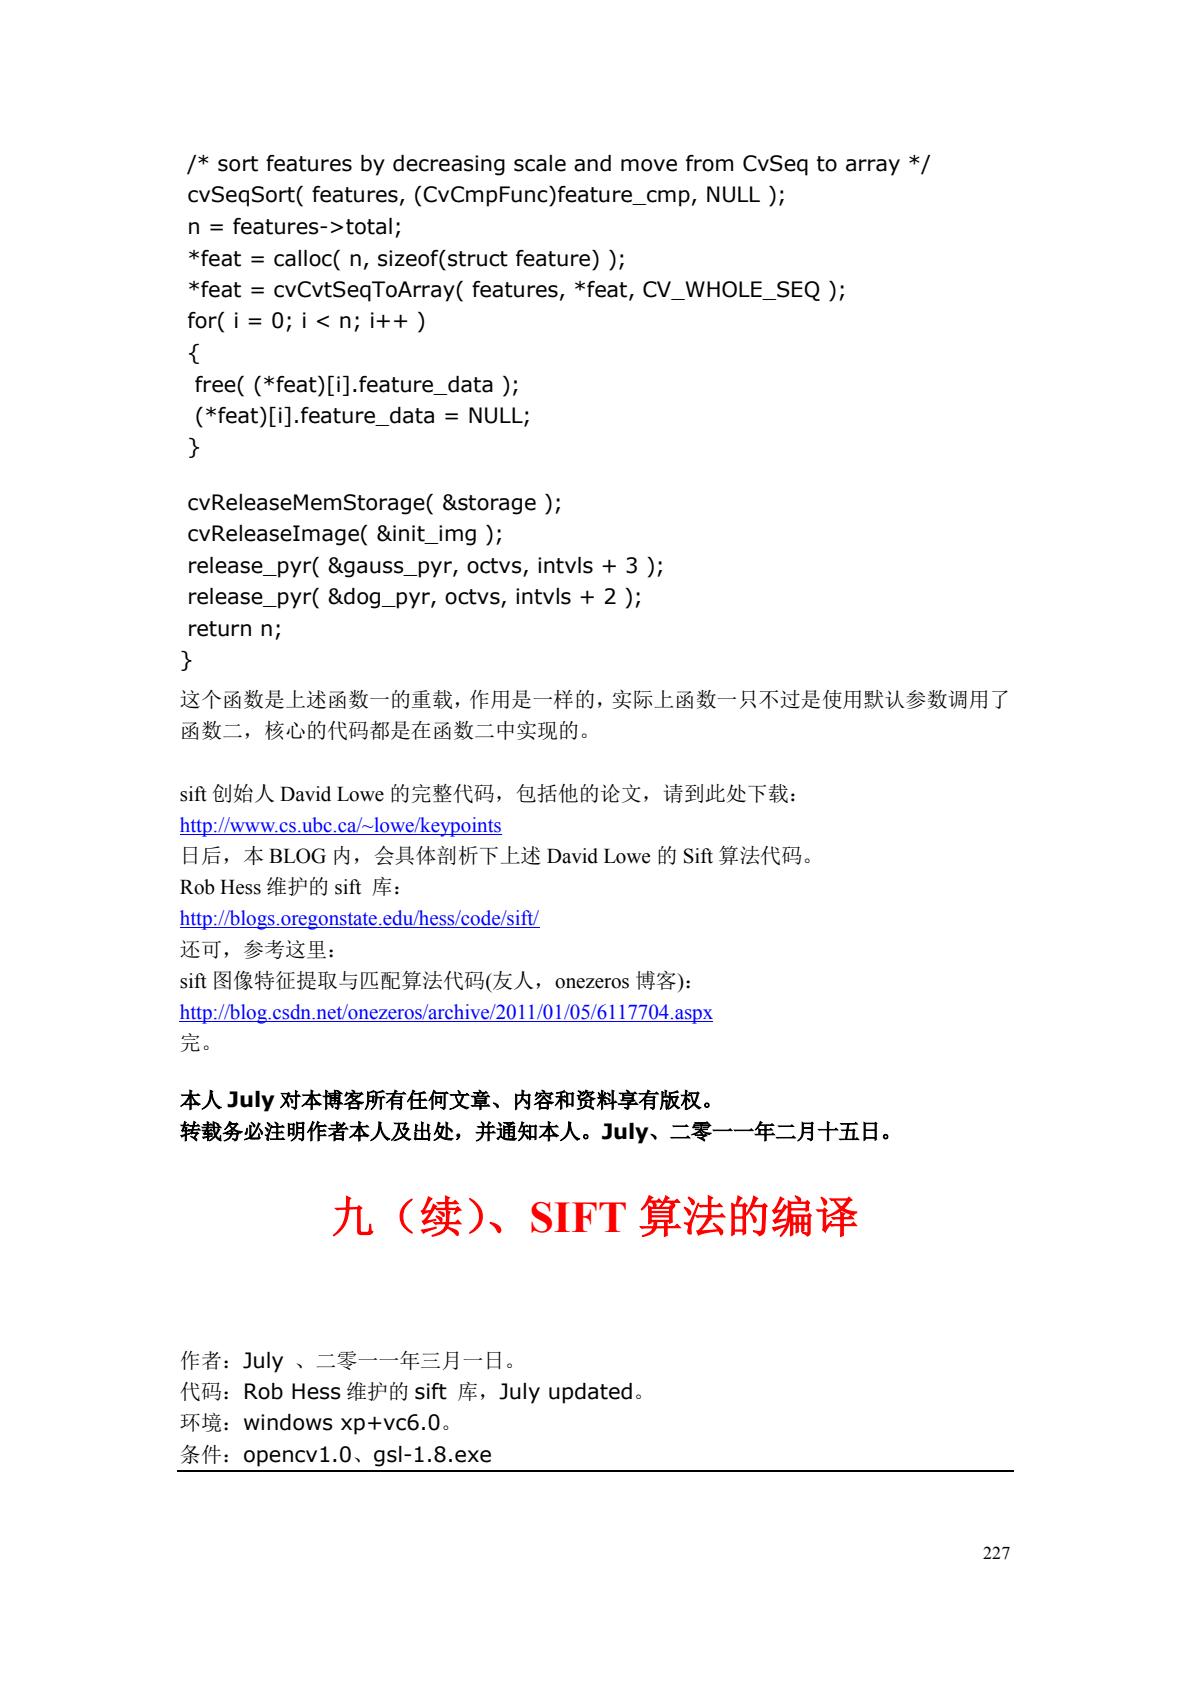 /* sort features by decreasing scale and move from CvSeq to array */
cvSeqSort( features, (CvCmpFunc)feature_cmp, NULL );
n = features->total;
*feat = calloc( n, sizeof(struct feature) );
*feat = cvCvtSeqToArray( features, *feat, CV_WHOLE_SEQ );
for( i = 0; i < n; i++ )
{
free( (*feat)[i].feature_data );
(*feat)[i].feature_data = NULL;
}
cvReleaseMemStorage( &storage );
cvReleaseImage( &init_img );
release_pyr( &gauss_pyr, octvs, intvls + 3 );
release_pyr( &dog_pyr, octvs, intvls + 2 );
return n;
}
这个函数是上述函数一的重载，作用是一样的，实际上函数一只不过是使用默认参数调用了
函数二，核心的代码都是在函数二中实现的。
sift 创始人 David Lowe 的完整代码，包括他的论文，请到此处下载：
http://www.cs.ubc.ca/~lowe/keypoints
日后，本 BLOG 内，会具体剖析下上述 David Lowe 的 Sift 算法代码。
Rob Hess 维护的 sift 库：
http://blogs.oregonstate.edu/hess/code/sift/
还可，参考这里：
sift 图像特征提取与匹配算法代码(友人，onezeros 博客)：
http://blog.csdn.net/onezeros/archive/2011/01/05/6117704.aspx
完。
本人 July 对本博客所有任何文章、内容和资料享有版权。
转载务必注明作者本人及出处，并通知本人。July、二零一一年二月十五日。
九（续）、SIFT 算法的编译
作者：July 、二零一一年三月一日。
代码：Rob Hess 维护的 sift 库，July updated。
环境：windows xp+vc6.0。
条件：opencv1.0、gsl-1.8.exe
227